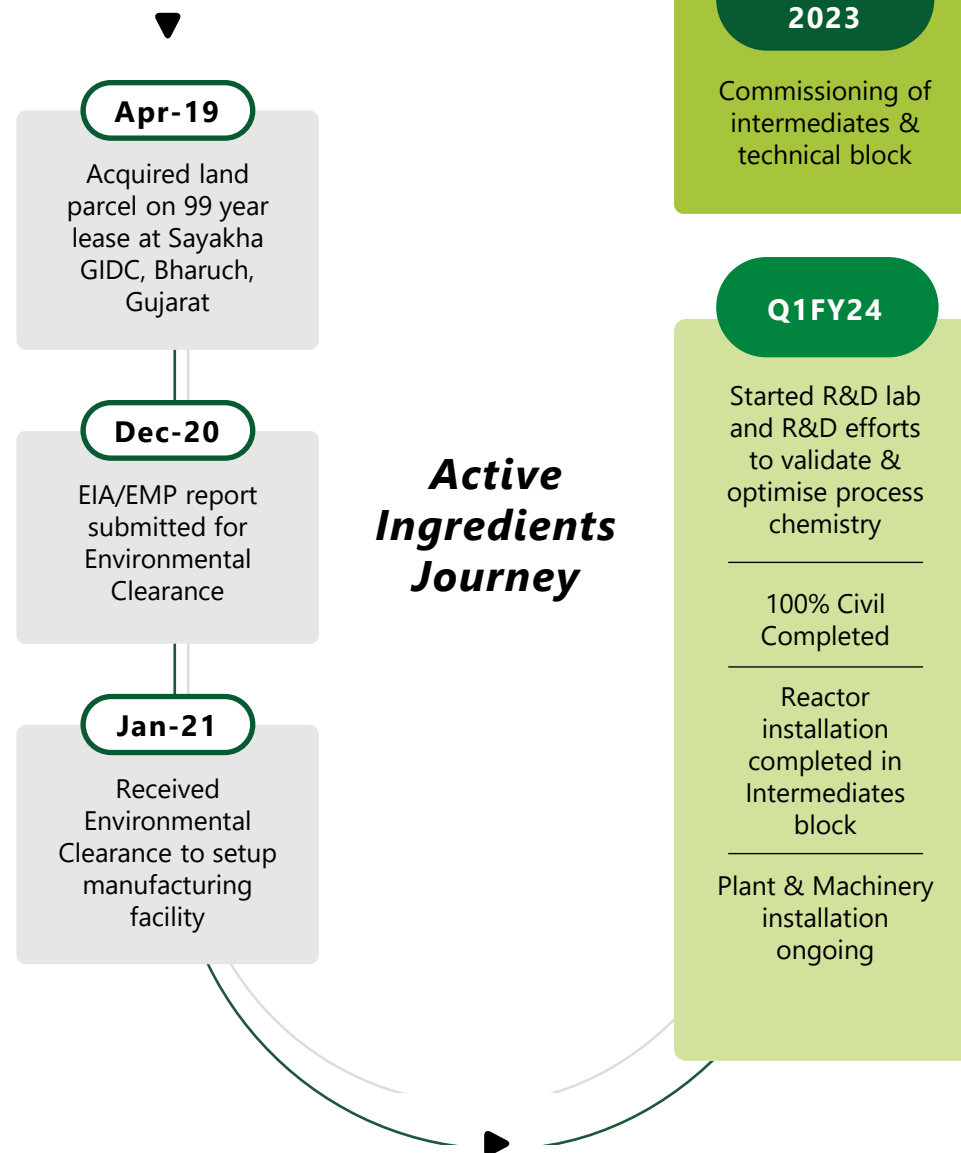 Apr-19
Acquired land
parcel on 99 year
lease at Sayakha
GIDC, Bharuch,
Gujarat
Dec-20
EIA/EMP report
submitted for
Environmental
Clearance
Jan-21
Received
Environmental
Clearance to setup
manufacturing
facility
Active
Ingredients
Journey
2023
Commissioning of
intermediates &
technical block
Q1FY24
Started R&D lab
and R&D efforts
to validate &
optimise process
chemistry
100% Civil
Completed
Reactor
installation
completed in
Intermediates
block
Plant & Machinery
installation
ongoing